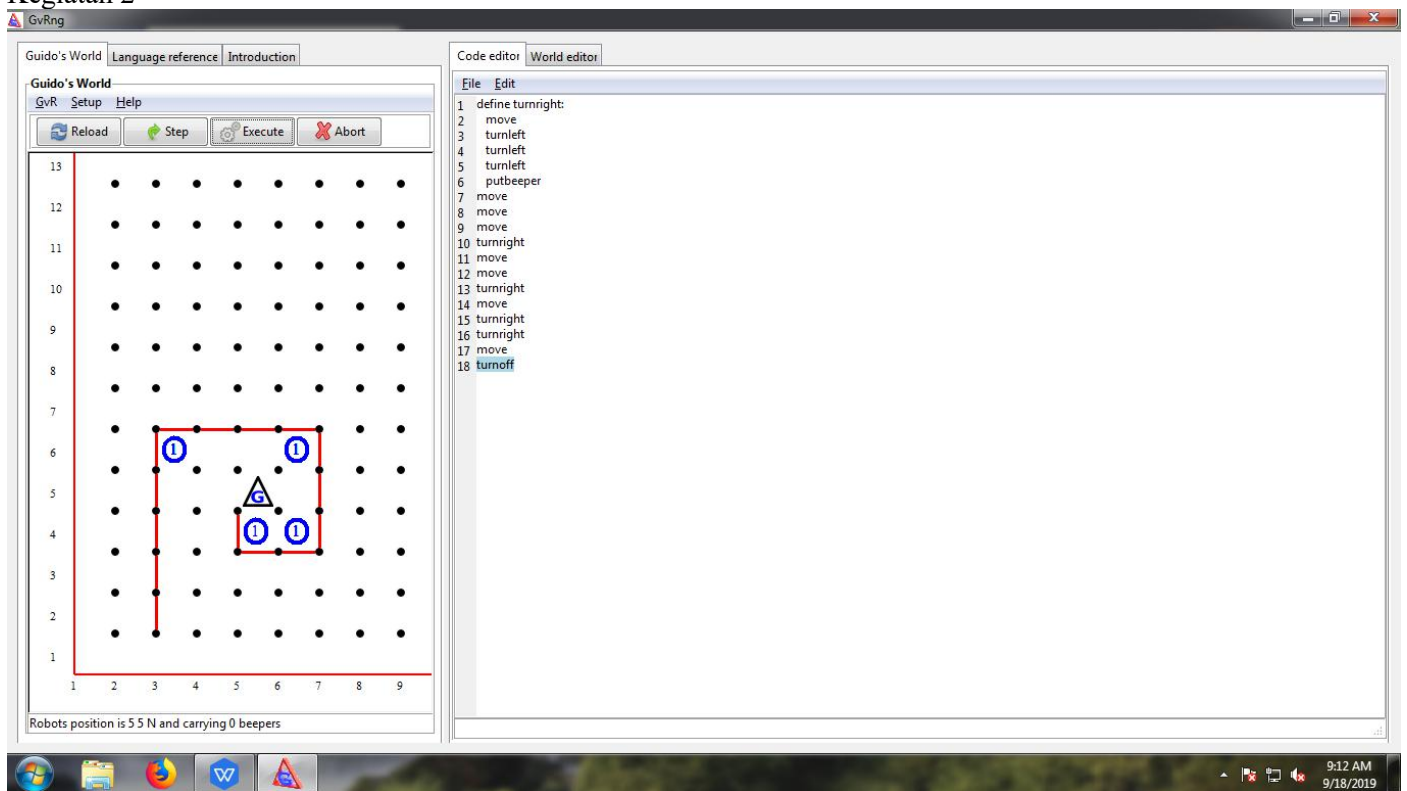 Kegiatan 2
GvRng
Guido's World Language reference Introduction
Guido's World
GvR Setup Help
Reload Step Execute Abort
13
12
11
10
9
8
7
6
5
4
3
2
1
1 1
G
1 1
1 2 3 4 5 6 7 8 9
Robots position is 5 5 N and carrying 0 beepers
Code editor World editor
File Edit
1 define turnright:
2 move
3 turnleft
4 turnleft
5 turnleft
6 putbeeper
7 move
8 move
9 move
10 turnright
11 move
12 move
13 turnright
14 move
15 turnright
16 turnright
17 move
18 turnoff
9:12 AM
9/18/2019